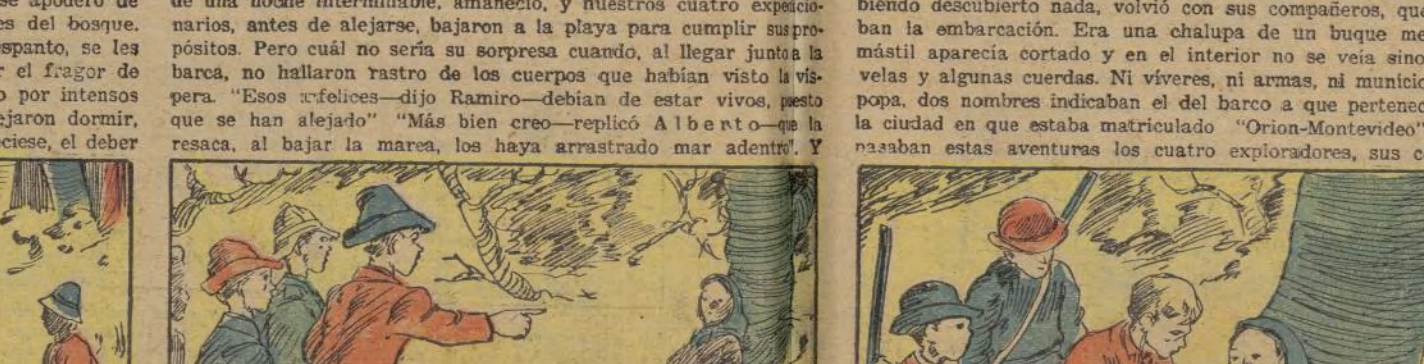 se apoderó de
es del bosque.
spanto, se les
r el fragor de
o por intensos
ejaron dormir,
ciese, el deber
de una noche interminable, amaneció, y nuestros cuatro expedicio-
narios, antes de alejarse, bajaron a la playa para cumplir sus pro-
pósitos. Pero cuál no sería su sorpresa cuando, al llegar junto a la
barca, no hallaron rastro de los cuerpos que habían visto la vís-
pera. "Esos felices—dijo Ramiro—debían de estar vivos, puesto
que se han alejado" "Más bien creo—replicó Alberto—que la
resaca, al bajar la marea, los haya arrastrado mar adentro". Y
biendo descubierto nada, volvió con sus compañeros, que
ban la embarcación. Era una chalupa de un buque me
mástil aparecía cortado y en el interior no se veía sino
velas y algunas cuerdas. Ni víveres, ni armas, ni municio
popa, dos nombres indicaban el del barco a que pertenec
la ciudad en que estaba matriculado "Orion-Montevideo"
pasaban estas aventuras los cuatro exploradores, sus c